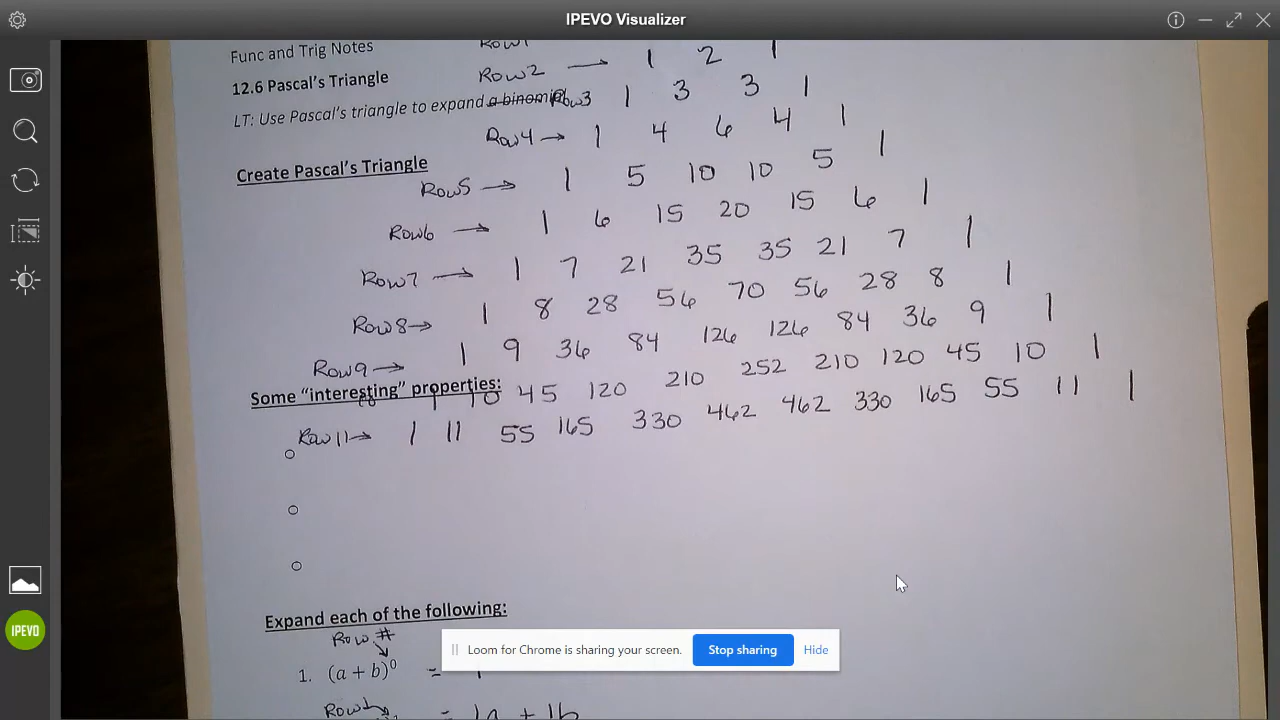 IPEVO Visualizer
Func and Trig Notes
Row1
12.6 Pascal's Triangle
Row2 → 1 2 1
LT: Use Pascal's triangle to expand a binomial
Row3 1 3 3 1
Row4 → 1 4 6 4 1
Create Pascal's Triangle
Row5 → 1 5 10 10 5 1
Row6 → 1 6 15 20 15 6 1
Row7 → 1 7 21 35 35 21 7 1
Row8 → 1 8 28 56 70 56 28 8 1
Row9 → 1 9 36 84 126 126 84 36 9 1
Some "interesting" properties:
10 1 10 45 120 210 252 210 120 45 10 1
Row11 → 1 11 55 165 330 462 462 330 165 55 11 1
Expand each of the following:
Row #
1. (a + b)⁰ = 1
Row1
= 1a + 1b
Loom for Chrome is sharing your screen. Stop sharing Hide
IPEVO